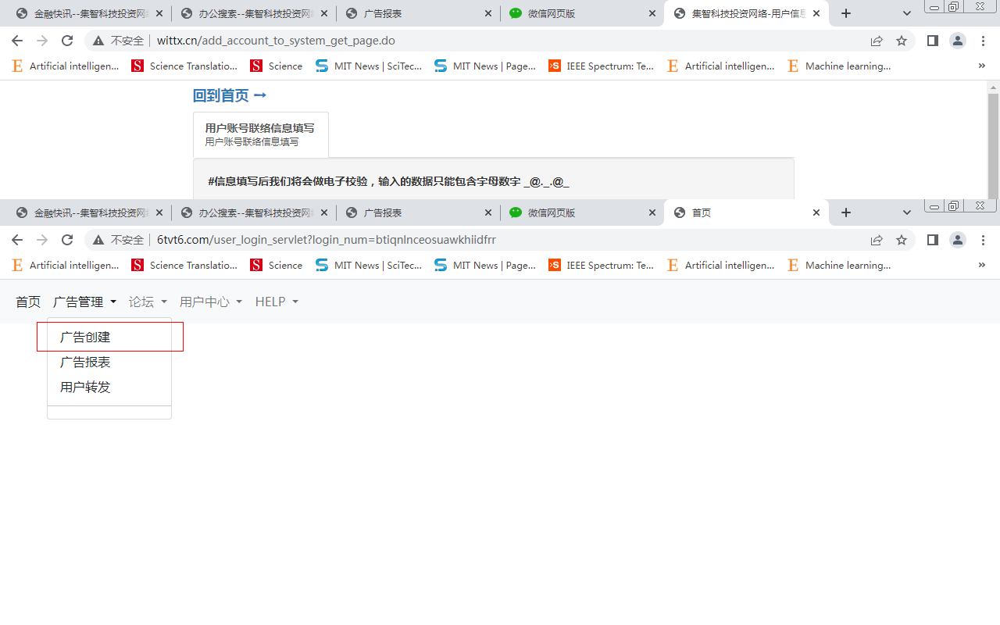 金融快讯--集智科技投资网
办公搜索--集智科技投资网
广告报表
微信网页版
集智科技投资网络-用户信息
不安全
wittx.cn/add_account_to_system_get_page.do
Artificial intelligen...
Science Translatio...
Science
MIT News | SciTec...
MIT News | Page...
IEEE Spectrum: Te...
Artificial intelligen...
Machine learning...
»
回到首页 →
用户账号联络信息填写
用户账号联络信息填写
#信息填写后我们将会做电子校验，输入的数据只能包含字母数字 _@._.@_
金融快讯--集智科技投资网
办公搜索--集智科技投资网
广告报表
微信网页版
首页
不安全
6tvt6.com/user_login_servlet?login_num=btiqnlnceosuawkhiidfrr
Artificial intelligen...
Science Translatio...
Science
MIT News | SciTec...
MIT News | Page...
IEEE Spectrum: Te...
Artificial intelligen...
Machine learning...
»
首页 广告管理 论坛 用户中心 HELP
广告创建
广告报表
用户转发